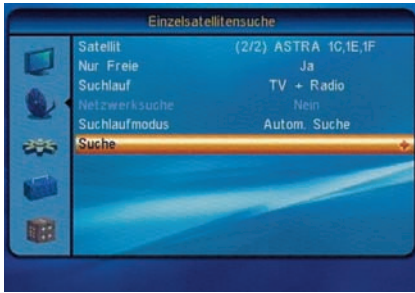 Einzelsatellitensuche
Satellit (2/2) ASTRA 1C,1E,1F
Nur Freie Ja
Suchlauf TV + Radio
Netzwerksuche Nein
Suchlaufmodus Autom. Suche
Suche